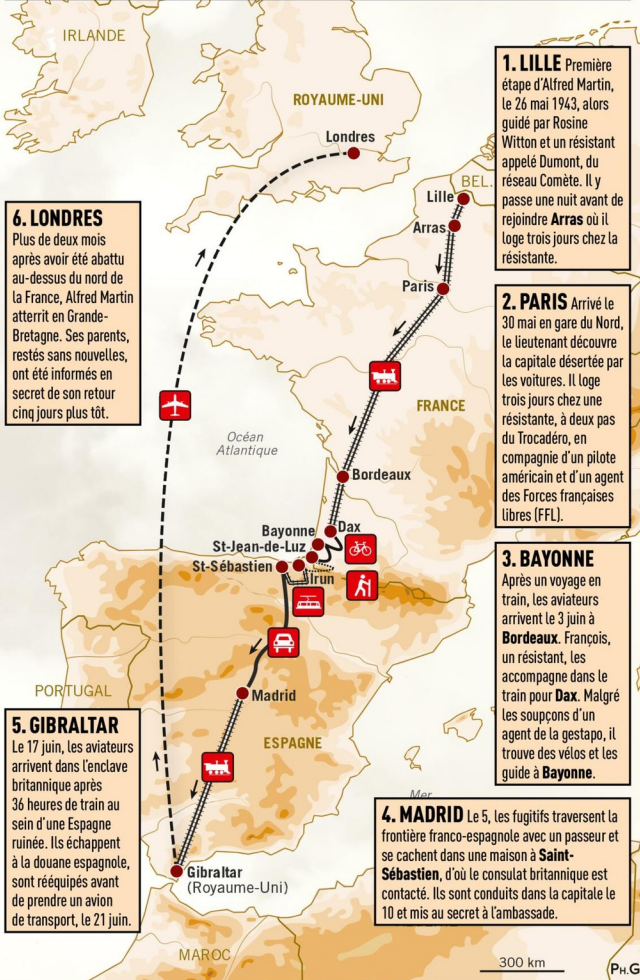 IRLANDE
ROYAUME-UNI
Londres
BEL.
Lille
Arras
Paris
FRANCE
Océan
Atlantique
Bordeaux
Dax
Bayonne
St-Jean-de-Luz
St-Sébastien
Irun
Madrid
PORTUGAL
ESPAGNE
Mer
Gibraltar
(Royaume-Uni)
MAROC
300 km
PH.G
1. LILLE Première
étape d'Alfred Martin,
le 26 mai 1943, alors
guidé par Rosine
Witton et un résistant
appelé Dumont, du
réseau Comète. Il y
passe une nuit avant de
rejoindre Arras où il
loge trois jours chez la
résistante.
2. PARIS Arrivé le
30 mai en gare du Nord,
le lieutenant découvre
la capitale désertée par
les voitures. Il loge
trois jours chez une
résistante, à deux pas
du Trocadéro, en
compagnie d'un pilote
américain et d'un agent
des Forces françaises
libres (FFL).
3. BAYONNE
Après un voyage en
train, les aviateurs
arrivent le 3 juin à
Bordeaux. François,
un résistant, les
accompagne dans le
train pour Dax. Malgré
les soupçons d'un
agent de la gestapo, il
trouve des vélos et les
guide à Bayonne.
4. MADRID Le 5, les fugitifs traversent la
frontière franco-espagnole avec un passeur et
se cachent dans une maison à Saint-
Sébastien, d'où le consulat britannique est
contacté. Ils sont conduits dans la capitale le
10 et mis au secret à l'ambassade.
5. GIBRALTAR
Le 17 juin, les aviateurs
arrivent dans l'enclave
britannique après
36 heures de train au
sein d'une Espagne
ruinée. Ils échappent
à la douane espagnole,
sont rééquipés avant
de prendre un avion
de transport, le 21 juin.
6. LONDRES
Plus de deux mois
après avoir été abattu
au-dessus du nord de
la France, Alfred Martin
atterrit en Grande-
Bretagne. Ses parents,
restés sans nouvelles,
ont été informés en
secret de son retour
cinq jours plus tôt.